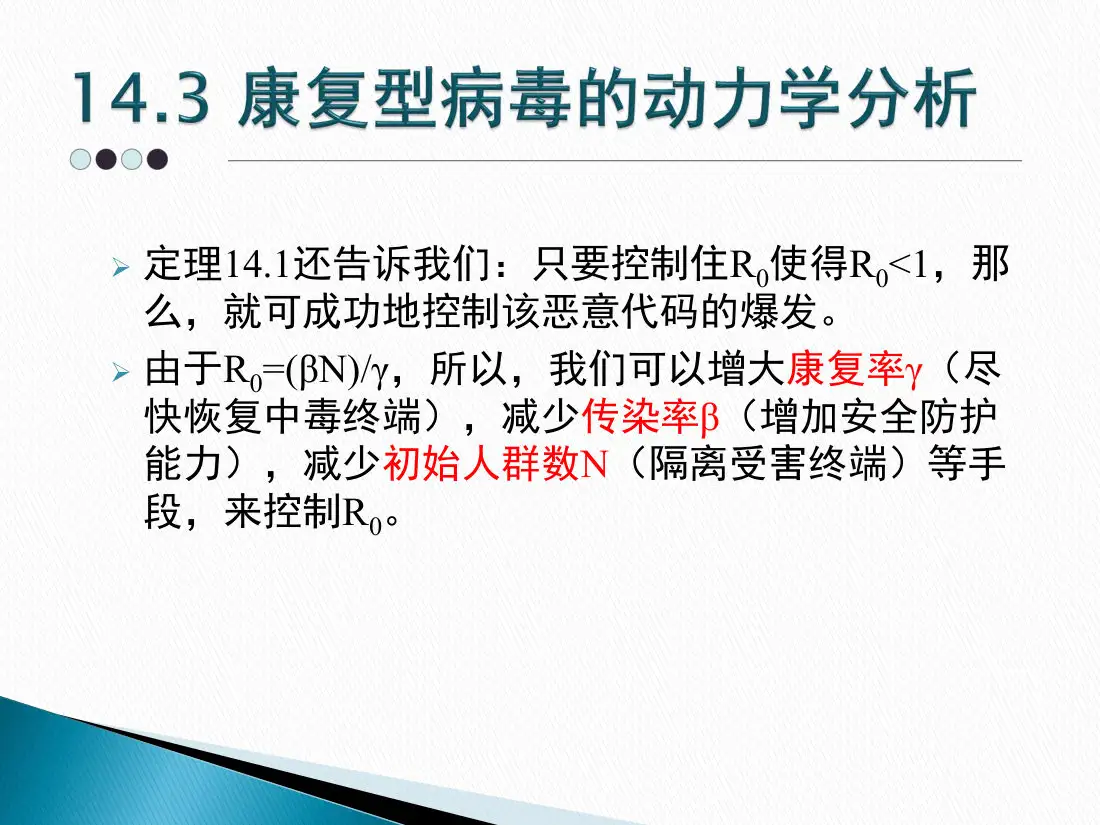 14.3 康复型病毒的动力学分析
定理14.1还告诉我们：只要控制住R₀使得R₀<1，那
么，就可成功地控制该恶意代码的爆发。
由于R₀=(βN)/γ，所以，我们可以增大康复率γ（尽
快恢复中毒终端），减少传染率β（增加安全防护
能力），减少初始人群数N（隔离受害终端）等手
段，来控制R₀。